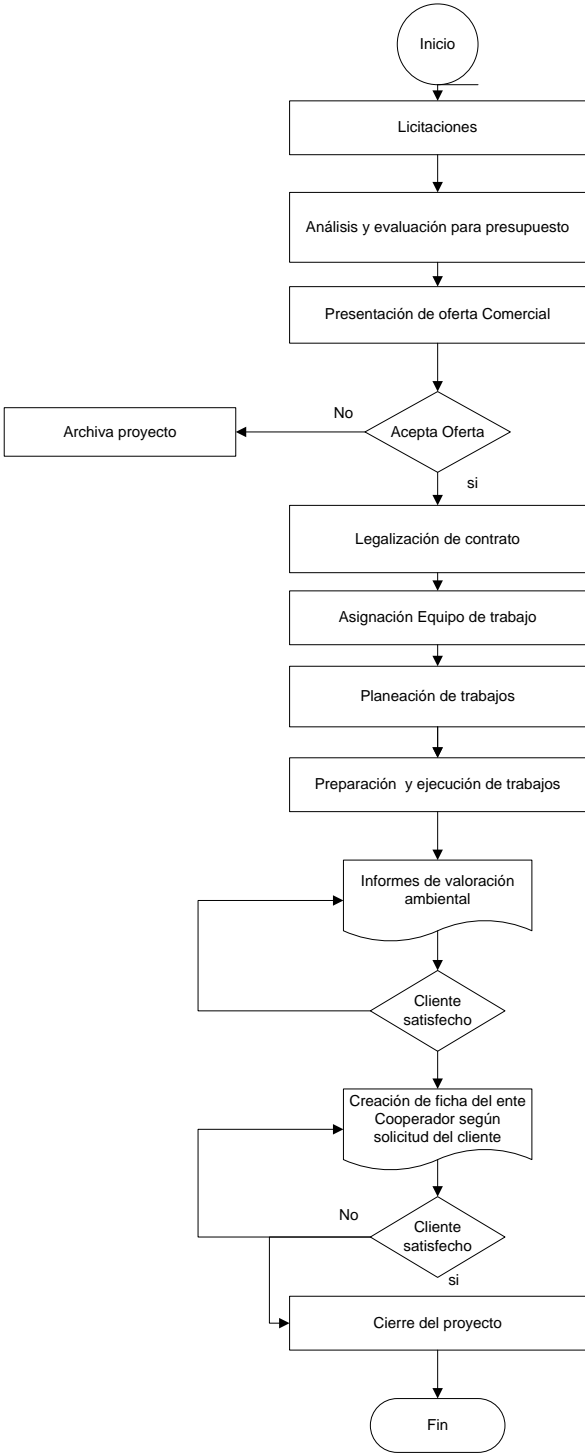 Inicio
Licitaciones
Análisis y evaluación para presupuesto
Presentación de oferta Comercial
No
Archiva proyecto
Acepta Oferta
si
Legalización de contrato
Asignación Equipo de trabajo
Planeación de trabajos
Preparación y ejecución de trabajos
Informes de valoración
ambiental
Cliente
satisfecho
Creación de ficha del ente
Cooperador según
solicitud del cliente
No
Cliente
satisfecho
si
Cierre del proyecto
Fin